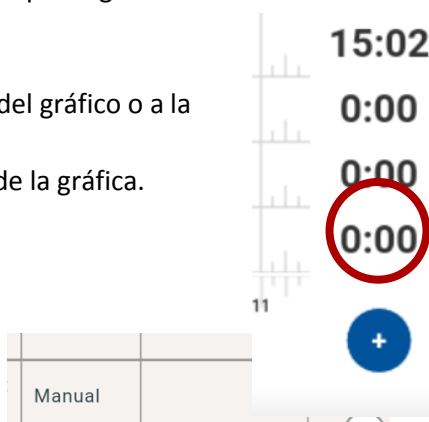 15:02
del gráfico o a la
0:00
de la gráfica.
0:00
0:00
11
+
Manual